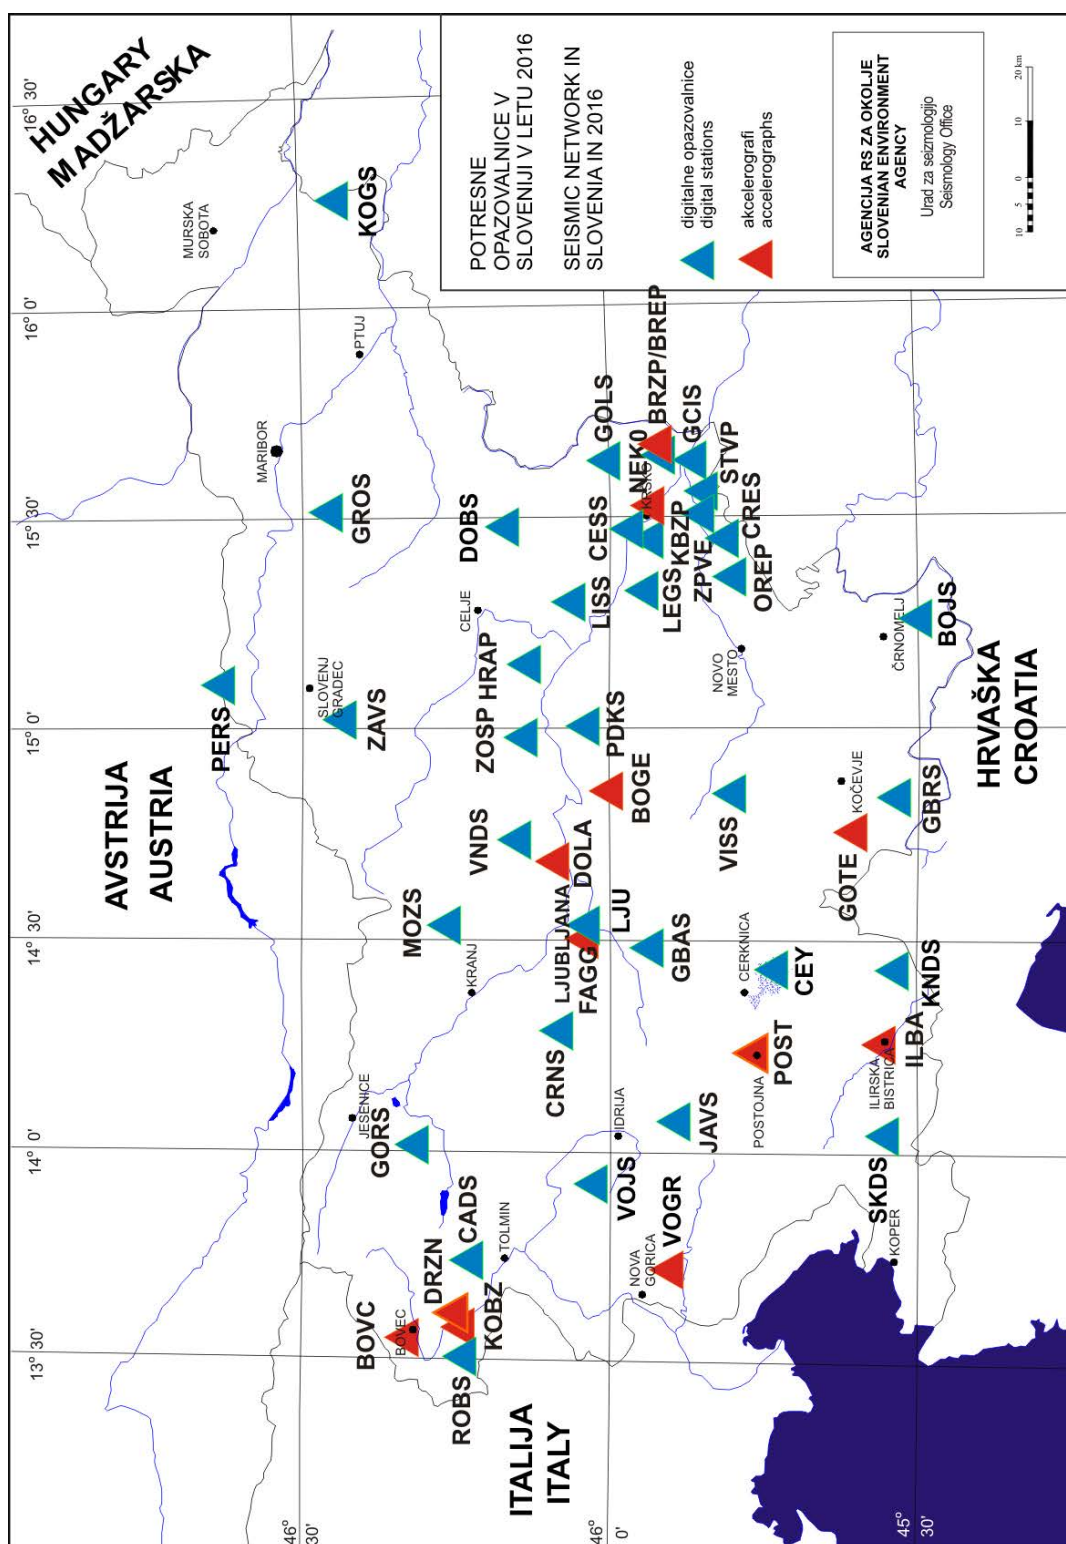 HUNGARY
MADŽARSKA
AVSTRIJA
AUSTRIA
ITALIJA
ITALY
HRVAŠKA
CROATIA
13° 30'
14° 0'
14° 30'
15° 0'
15° 30'
16° 0'
16° 30'
46°
30'
46°
0'
45°
30'
MURSKA
SOBOTA
KOGS
PTUJ
MARIBOR
GROS
DOBS
PERS
SLOVENJ
GRADEC
ZAVS
CELJE
HRAP
ZOSP
LISS
PDKS
BOGE
VNDS
DOLA
MOZS
KRANJ
LJUBLJANA
FAGG
LJU
GBAS
CRNS
JESENICE
GORS
CADS
DRZN
KOBZ
BOVC
BOVEC
ROBS
TOLMIN
IDRIJA
VOJS
NOVA
GORICA
VOGR
JAVS
POSTOJNA
POST
CERKNICA
CEY
SKDS
KOPER
ILIRSKA
BISTRICA
ILBA
KNDS
GOTE
KOČEVJE
GBRS
VISS
NOVO
MESTO
ČRNOMELJ
BOJS
OREP
CRES
ZPVE
LEGS
KBZP
CESS
NEK0
KRŠKO
GOLS
BRZP/BREP
GCIS
STVP
POTRESNE
OPAZOVALNICE V
SLOVENIJI V LETU 2016
SEISMIC NETWORK IN
SLOVENIA IN 2016
digitalne opazovalnice
digital stations
akcelerografi
accelerographs
AGENCIJA RS ZA OKOLJE
SLOVENIAN ENVIRONMENT
AGENCY
Urad za seizmologijo
Seismology Office
10 5 0 10 20 km